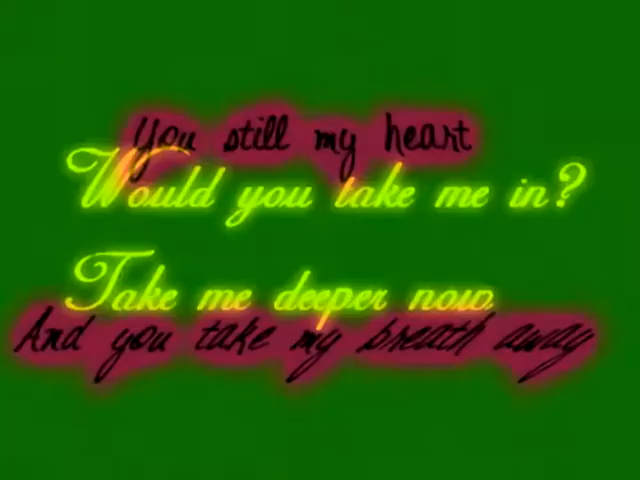 You still my heart
Would you take me in?
Take me deeper now
And you take my breath away